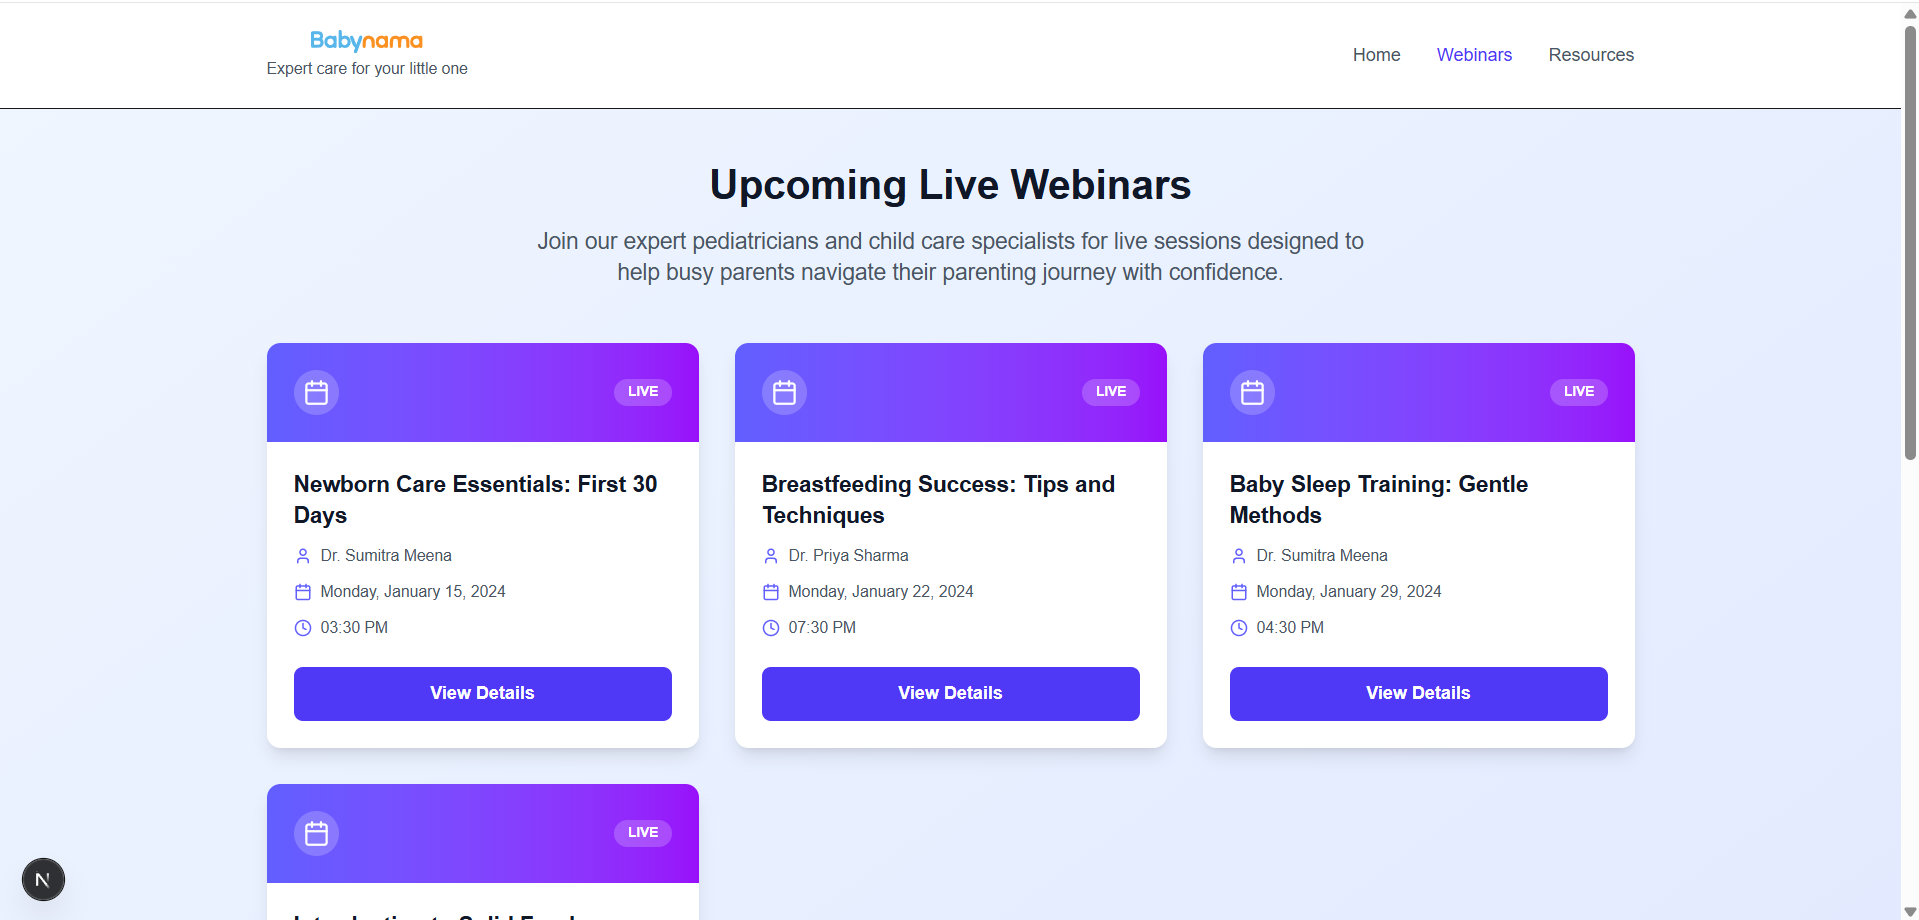 Babynama
Expert care for your little one
Home
Webinars
Resources
Upcoming Live Webinars
Join our expert pediatricians and child care specialists for live sessions designed to
help busy parents navigate their parenting journey with confidence.
LIVE
Newborn Care Essentials: First 30
Days
Dr. Sumitra Meena
Monday, January 15, 2024
03:30 PM
View Details
LIVE
Breastfeeding Success: Tips and
Techniques
Dr. Priya Sharma
Monday, January 22, 2024
07:30 PM
View Details
LIVE
Baby Sleep Training: Gentle
Methods
Dr. Sumitra Meena
Monday, January 29, 2024
04:30 PM
View Details
LIVE
Introduction to Solid Foods
N